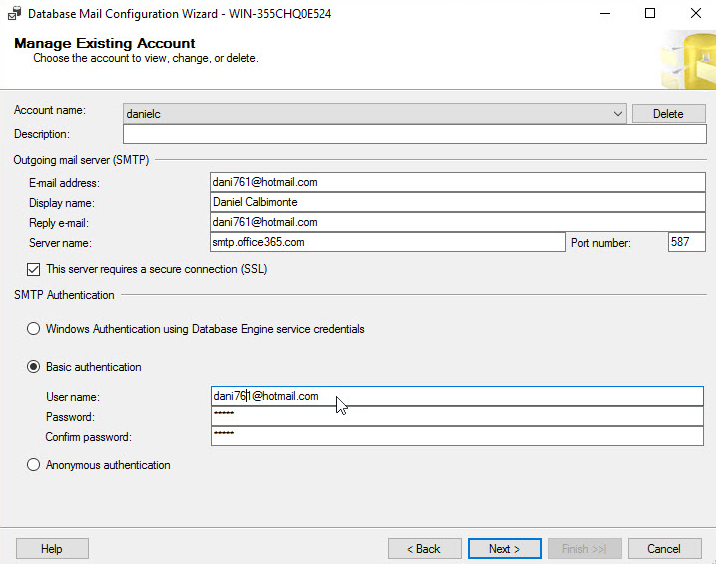 Database Mail Configuration Wizard - WIN-355CHQ0E524
Manage Existing Account
Choose the account to view, change, or delete.
Account name: danielc Delete
Description:
Outgoing mail server (SMTP)
E-mail address: dani761@hotmail.com
Display name: Daniel Calbimonte
Reply e-mail: dani761@hotmail.com
Server name: smtp.office365.com Port number: 587
This server requires a secure connection (SSL)
SMTP Authentication
Windows Authentication using Database Engine service credentials
Basic authentication
User name: dani761@hotmail.com
Password: *****
Confirm password: *****
Anonymous authentication
Help < Back Next > Finish >>| Cancel